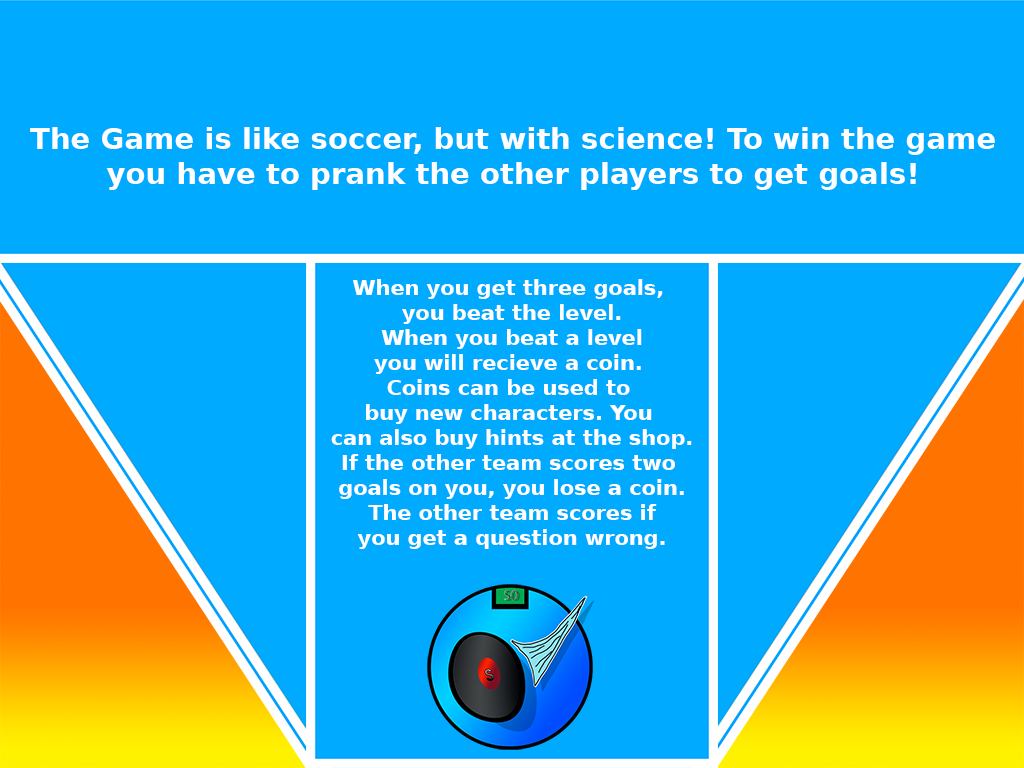 The Game is like soccer, but with science! To win the game
you have to prank the other players to get goals!
When you get three goals,
you beat the level.
When you beat a level
you will recieve a coin.
Coins can be used to
buy new characters. You
can also buy hints at the shop.
If the other team scores two
goals on you, you lose a coin.
The other team scores if
you get a question wrong.
S